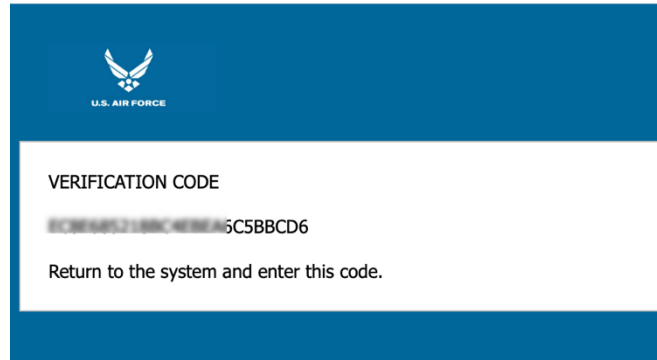 U.S. AIR FORCE
VERIFICATION CODE
6C5BBCD6
Return to the system and enter this code.